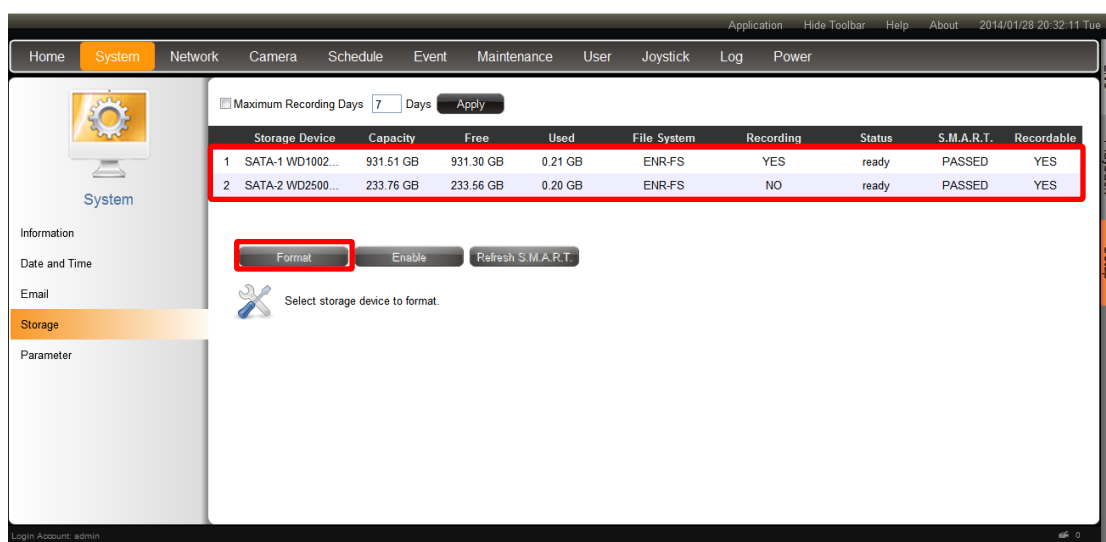 Application Hide Toolbar Help About 2014/01/28 20:32:11 Tue
Home System Network Camera Schedule Event Maintenance User Joystick Log Power
Maximum Recording Days 7 Days Apply
Storage Device Capacity Free Used File System Recording Status S.M.A.R.T. Recordable
1 SATA-1 WD1002... 931.51 GB 931.30 GB 0.21 GB ENR-FS YES ready PASSED YES
2 SATA-2 WD2500... 233.76 GB 233.56 GB 0.20 GB ENR-FS NO ready PASSED YES
System
Information
Date and Time
Email
Storage
Parameter
Format Enable Refresh S.M.A.R.T.
Select storage device to format.
Login Account: admin 0